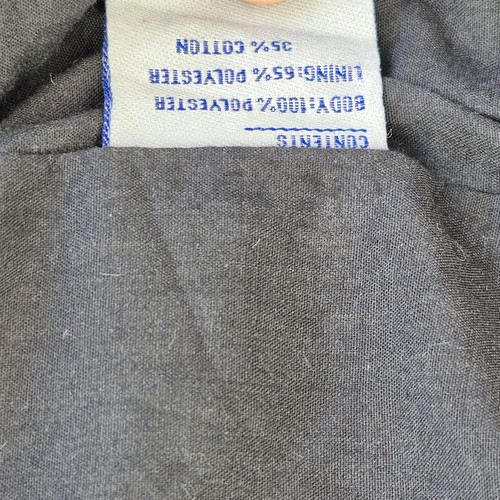 CONTENTS
BODY:100% POLYESTER
LINING:65% POLYESTER
35% COTTON